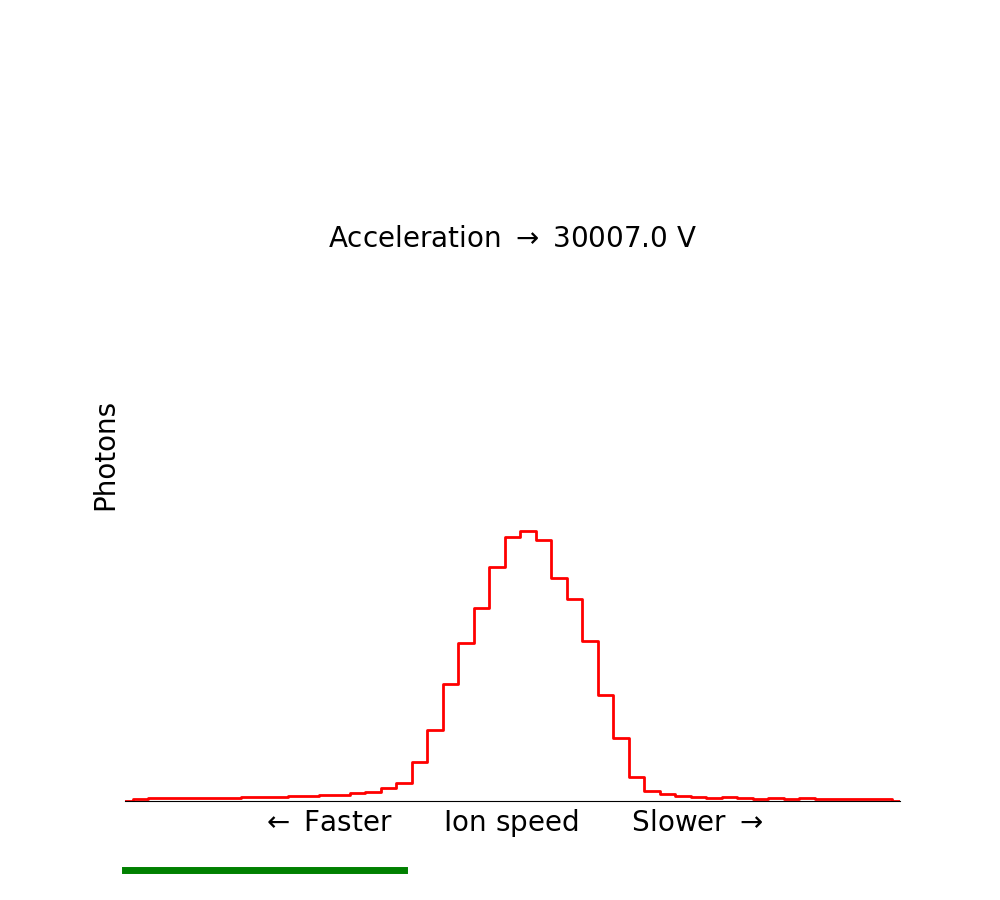 Acceleration → 30007.0 V
Photons
← Faster Ion speed Slower →